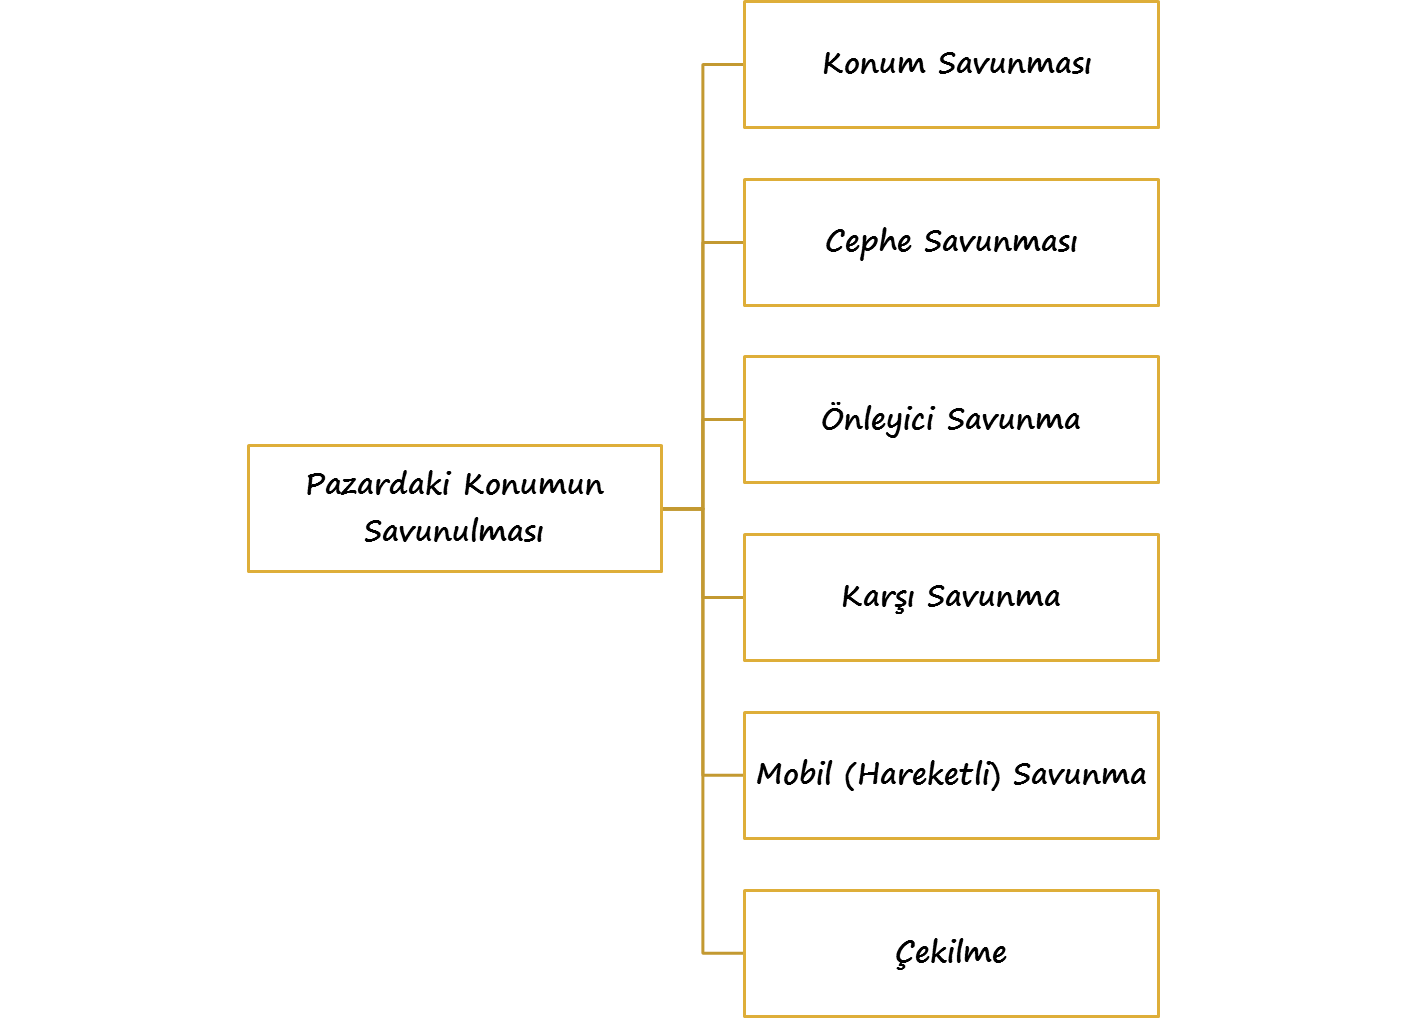 Konum Savunması
Cephe Savunması
Önleyici Savunma
Pazardaki Konumun
Savunulması
Karşı Savunma
Mobil (Hareketli) Savunma
Çekilme